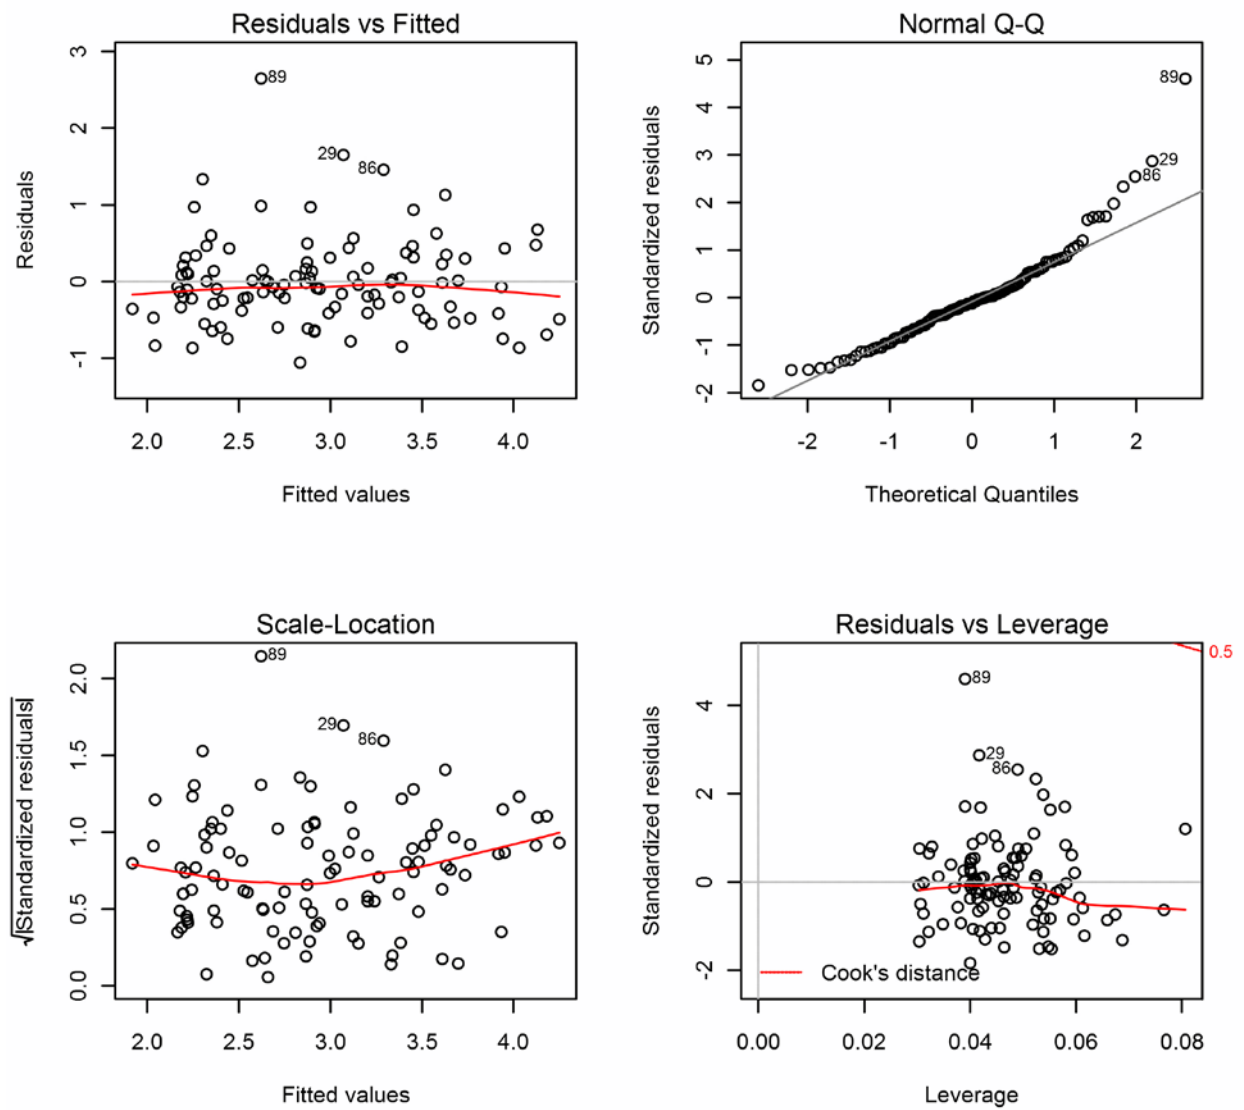 Residuals vs Fitted
Residuals
3
2
1
0
-1
89
29
86
2.0 2.5 3.0 3.5 4.0
Fitted values
Normal Q-Q
Standardized residuals
5
4
3
2
1
0
-1
-2
89
29
86
-2 -1 0 1 2
Theoretical Quantiles
Scale-Location
√|Standardized residuals|
2.0
1.5
1.0
0.5
0.0
89
29
86
2.0 2.5 3.0 3.5 4.0
Fitted values
Residuals vs Leverage
Standardized residuals
4
2
0
-2
0.5
89
29
86
Cook's distance
0.00 0.02 0.04 0.06 0.08
Leverage